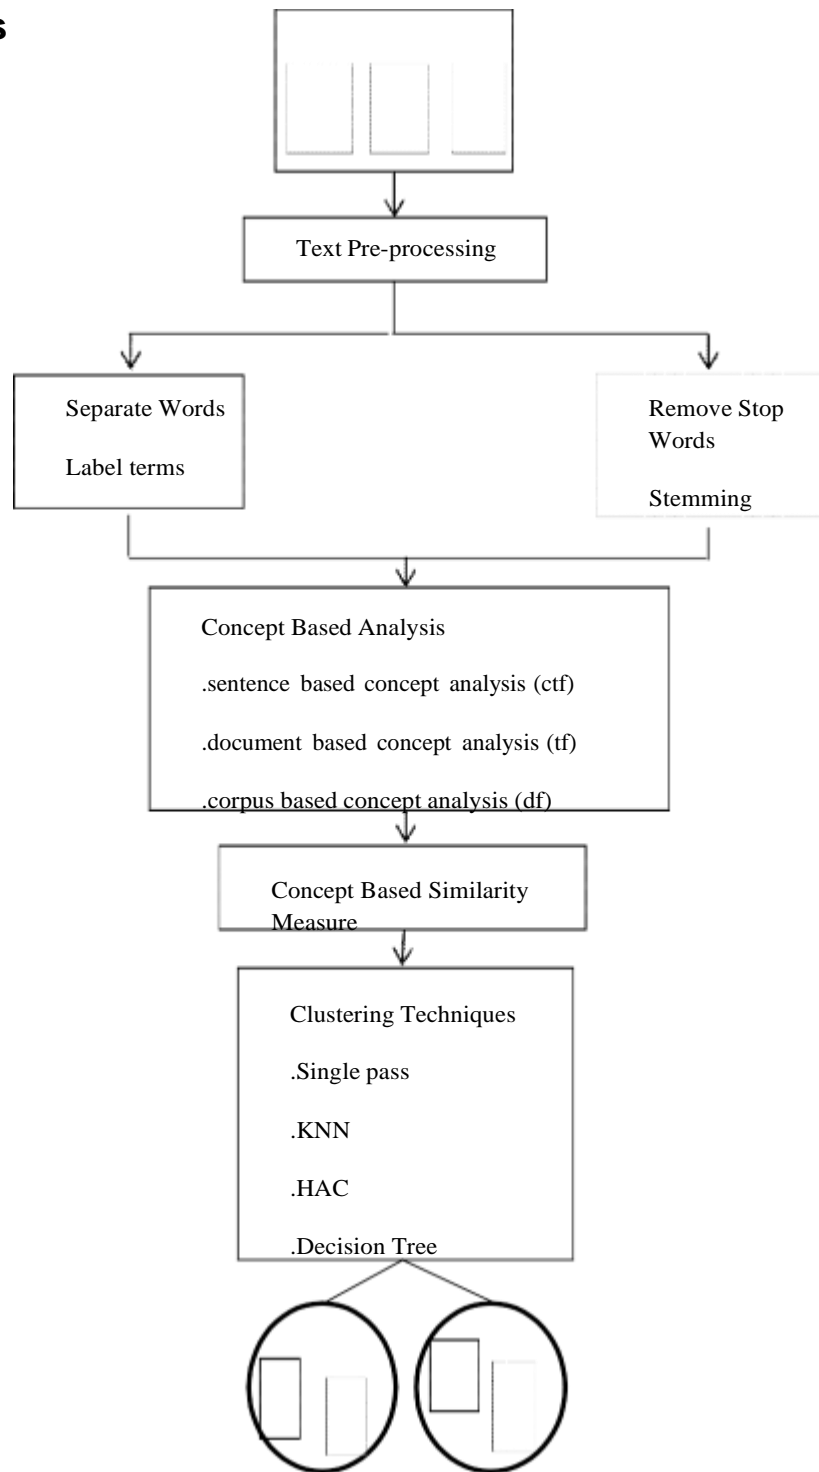 s
Text Pre-processing
Separate Words
Label terms
Remove Stop
Words
Stemming
Concept Based Analysis
.sentence based concept analysis (ctf)
.document based concept analysis (tf)
.corpus based concept analysis (df)
Concept Based Similarity
Measure
Clustering Techniques
.Single pass
.KNN
.HAC
.Decision Tree